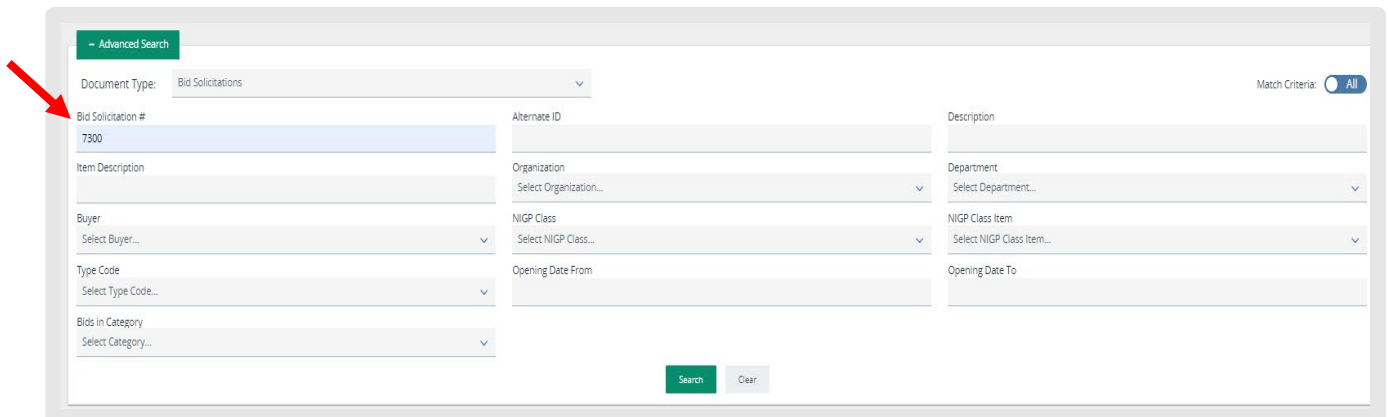 – Advanced Search
Document Type: Bid Solicitations
Match Criteria: All
Bid Solicitation # Alternate ID Description
7300
Item Description Organization Department
Select Organization... Select Department...
Buyer NIGP Class NIGP Class Item
Select Buyer... Select NIGP Class... Select NIGP Class Item...
Type Code Opening Date From Opening Date To
Select Type Code...
Bids in Category
Select Category...
Search Clear